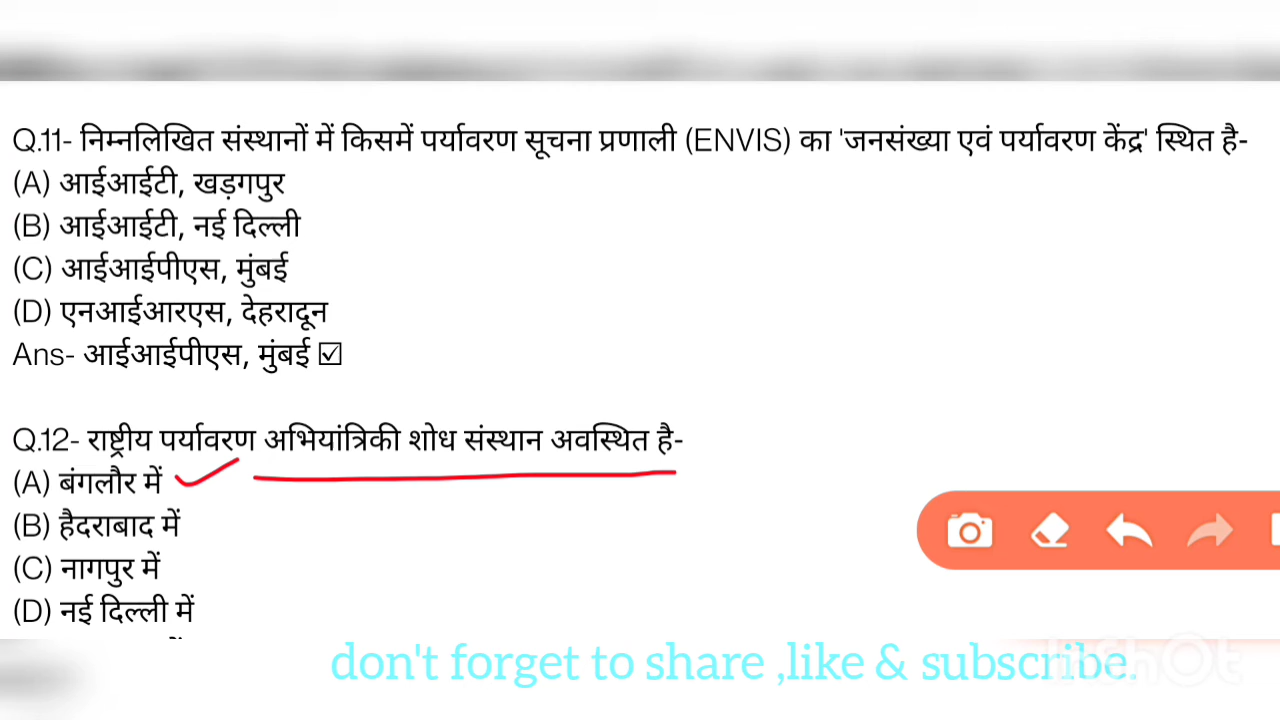 Q.11- निम्नलिखित संस्थानों में किसमें पर्यावरण सूचना प्रणाली (ENVIS) का 'जनसंख्या एवं पर्यावरण केंद्र' स्थित है-
(A) आईआईटी, खड़गपुर
(B) आईआईटी, नई दिल्ली
(C) आईआईपीएस, मुंबई
(D) एनआईआरएस, देहरादून
Ans- आईआईपीएस, मुंबई ☑
Q.12- राष्ट्रीय पर्यावरण अभियांत्रिकी शोध संस्थान अवस्थित है-
(A) बंगलौर में
(B) हैदराबाद में
(C) नागपुर में
(D) नई दिल्ली में
don't forget to share ,like & subscribe.